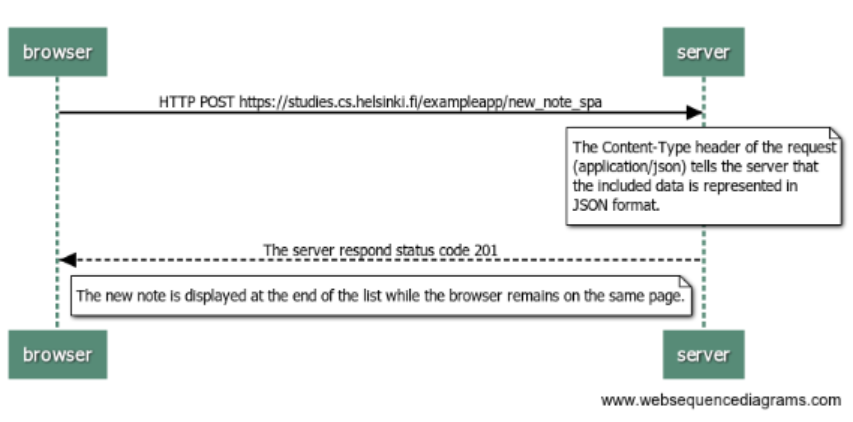 browser
server
HTTP POST https://studies.cs.helsinki.fi/exampleapp/new_note_spa
The Content-Type header of the request
(application/json) tells the server that
the included data is represented in
JSON format.
The server respond status code 201
The new note is displayed at the end of the list while the browser remains on the same page.
browser
server
www.websequencediagrams.com